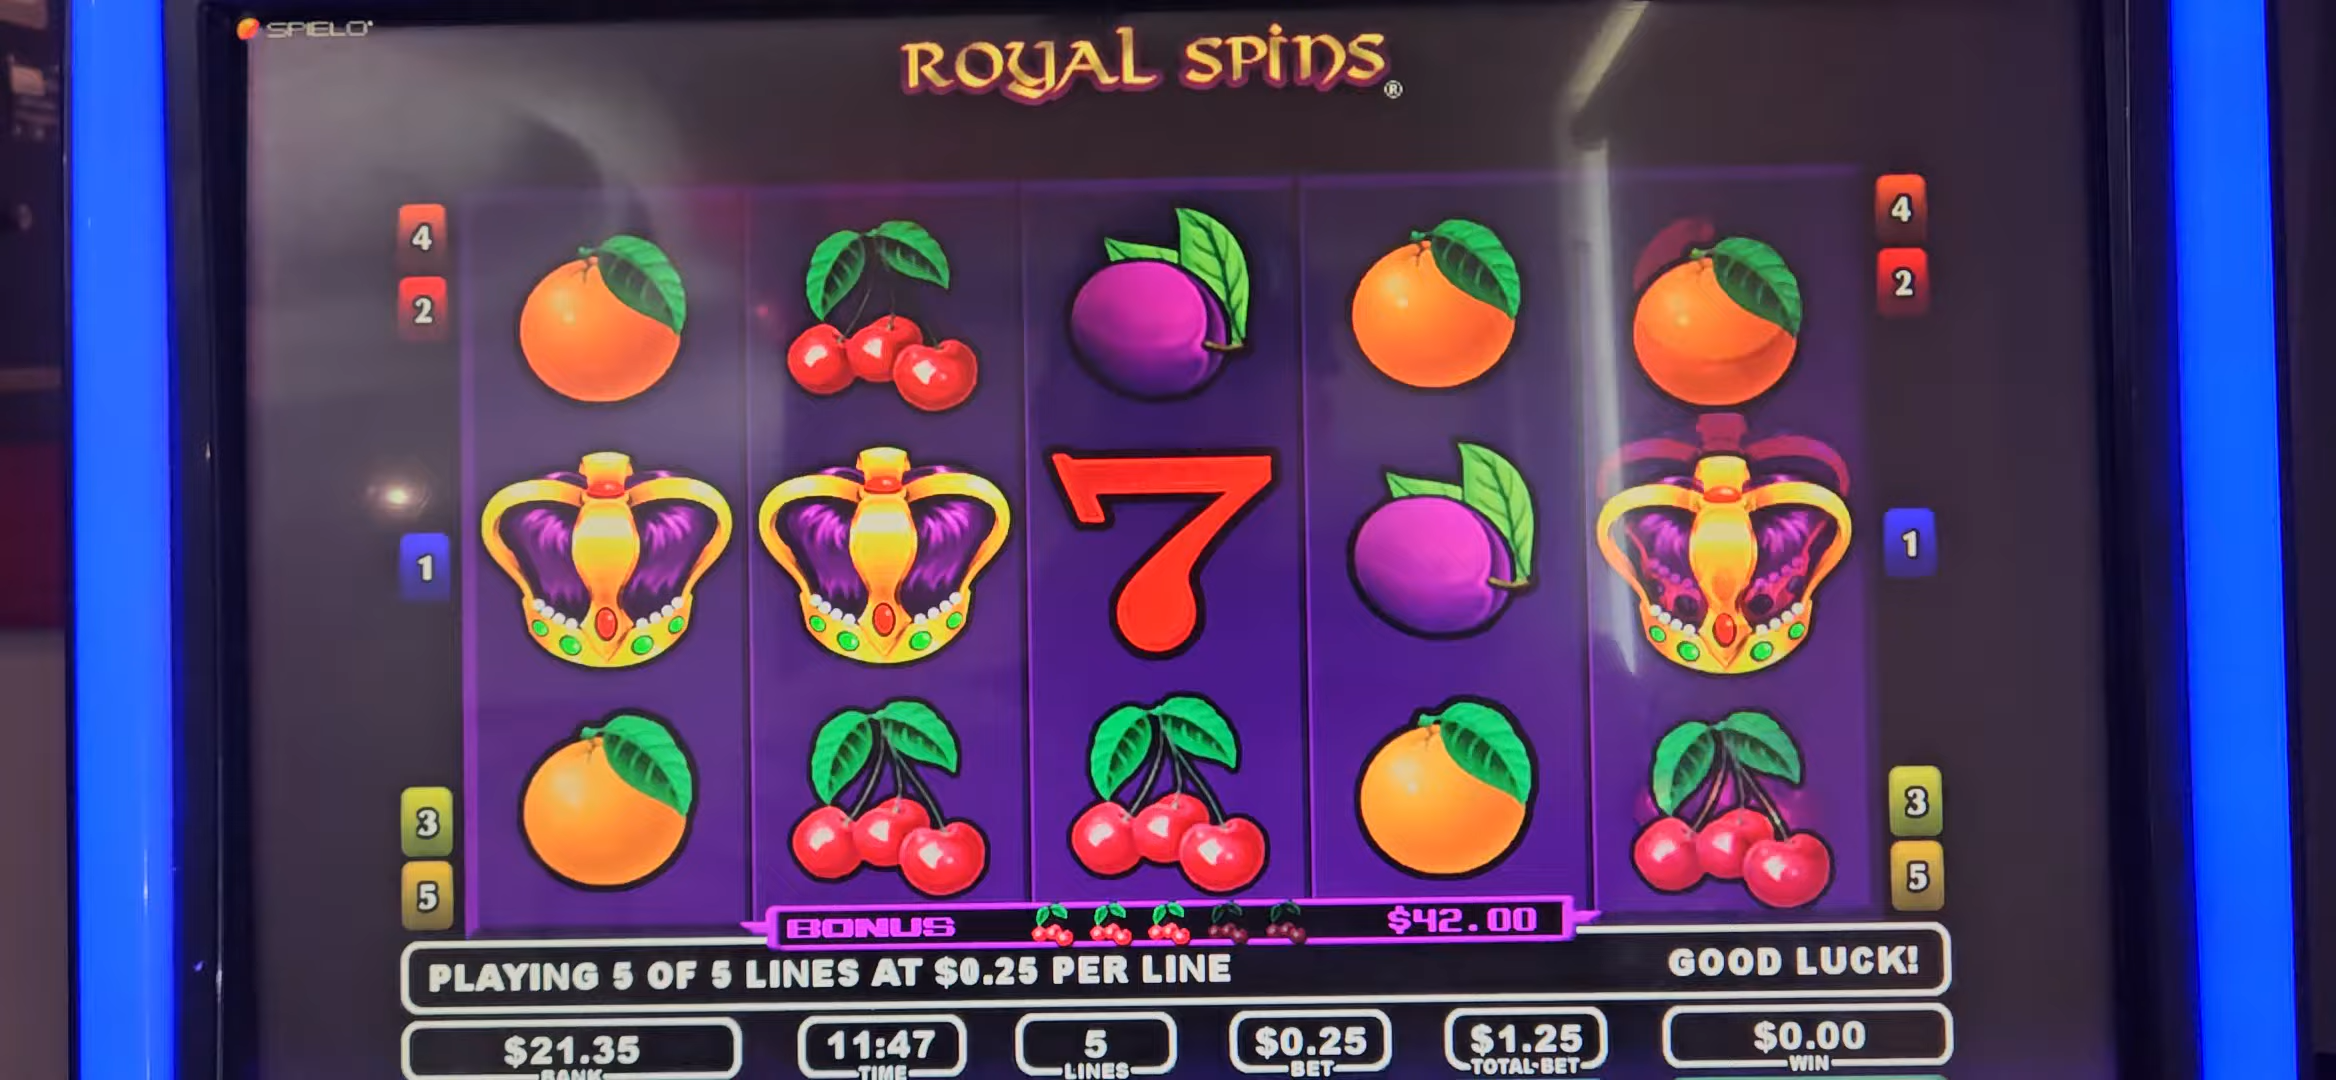 SPIELO
ROYAL SPINS®
4 4
2 2
7
1 1
3 3
5 5
BONUS $42.00
PLAYING 5 OF 5 LINES AT $0.25 PER LINE GOOD LUCK!
$21.35 11:47 5 $0.25 $1.25 $0.00
BANK TIME LINES BET TOTAL BET WIN